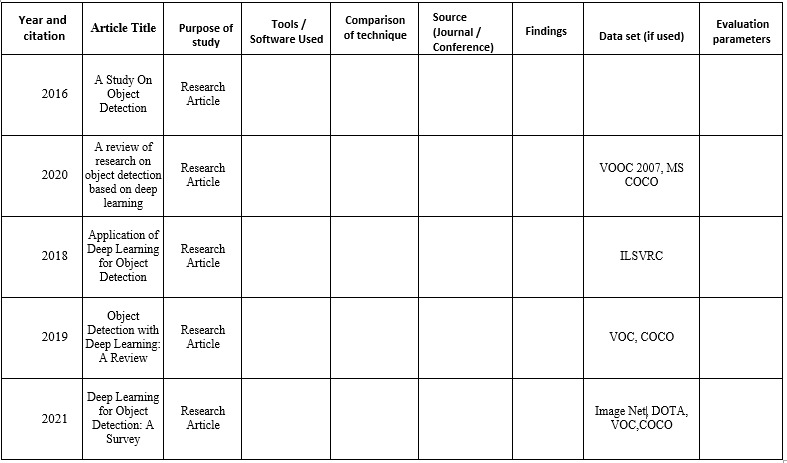 Year and
citation
Article Title
Purpose of
study
Tools /
Software Used
Comparison
of technique
Source
(Journal /
Conference)
Findings
Data set (if used)
Evaluation
parameters
2016
A Study On
Object
Detection
Research
Article
2020
A review of
research on
object detection
based on deep
learning
Research
Article
VOOC 2007, MS
COCO
2018
Application of
Deep Learning
for Object
Detection
Research
Article
ILSVRC
2019
Object
Detection with
Deep Learning:
A Review
Research
Article
VOC, COCO
2021
Deep Learning
for Object
Detection: A
Survey
Research
Article
Image Net, DOTA,
VOC,COCO